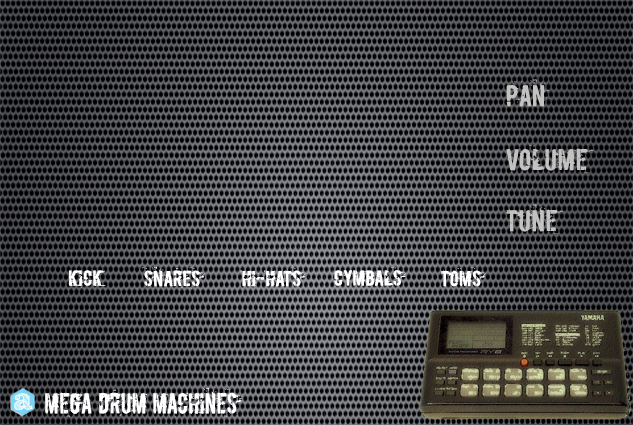 PAN
VOLUME
TUNE
KICK SNARES HI-HATS CYMBALS TOMS
YAMAHA
MEGA DRUM MACHINES